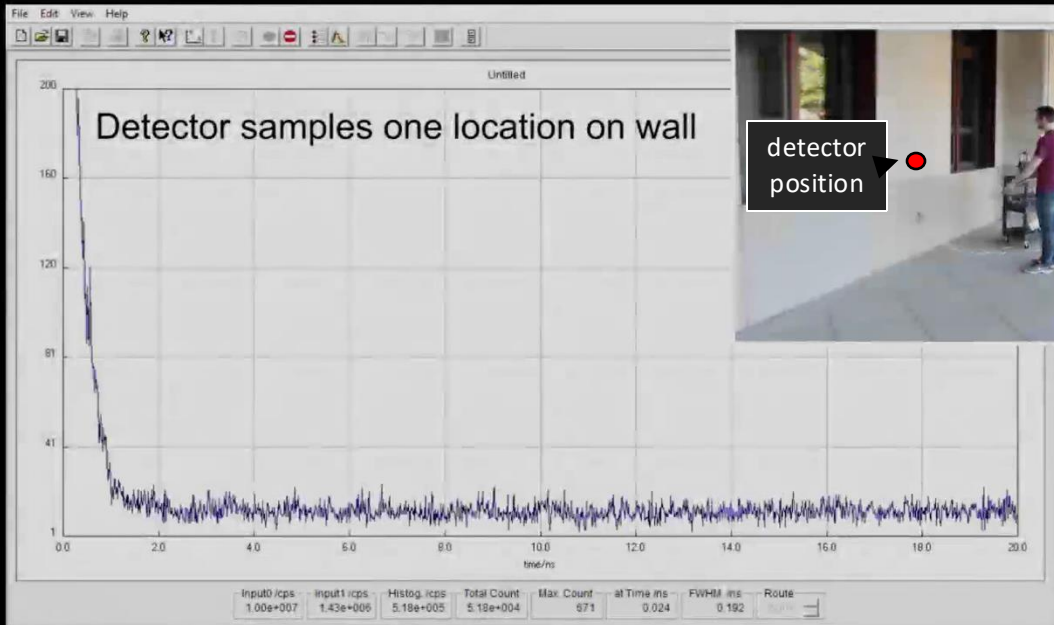 File Edit View Help
Untitled
Detector samples one location on wall
detector
position
200
160
120
81
41
1
0.0 2.0 4.0 6.0 8.0 10.0 12.0 14.0 16.0 18.0 20.0
time/ns
Input0 /cps Input1 /cps Histog. /cps Total Count Max. Count at Time /ns FWHM /ns Route
1.00e+007 1.43e+006 5.18e+005 5.18e+004 671 0.024 0.192